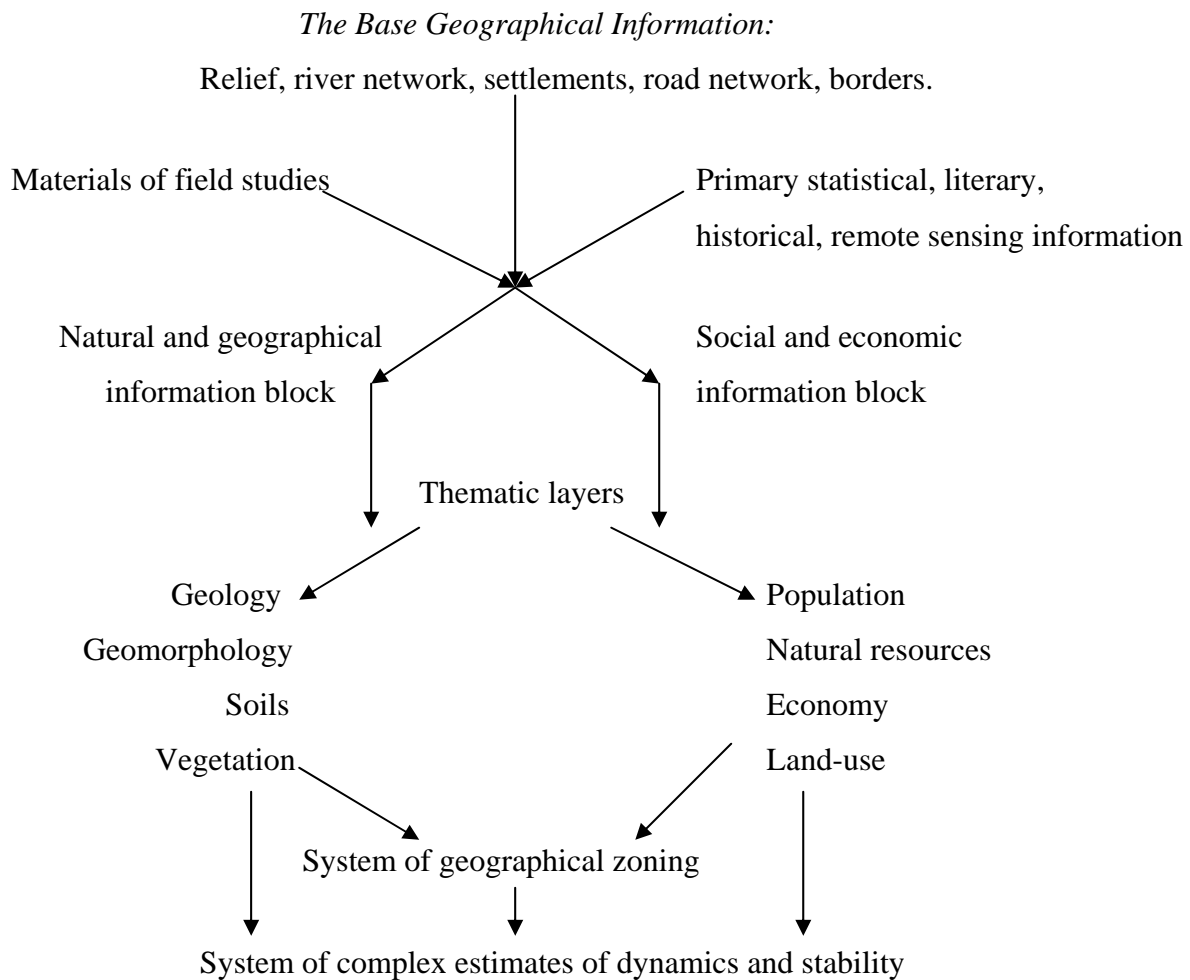 The Base Geographical Information:
Relief, river network, settlements, road network, borders.
Materials of field studies
Primary statistical, literary,
historical, remote sensing information
Natural and geographical
information block
Social and economic
information block
Thematic layers
Geology
Geomorphology
Soils
Vegetation
Population
Natural resources
Economy
Land-use
System of geographical zoning
System of complex estimates of dynamics and stability